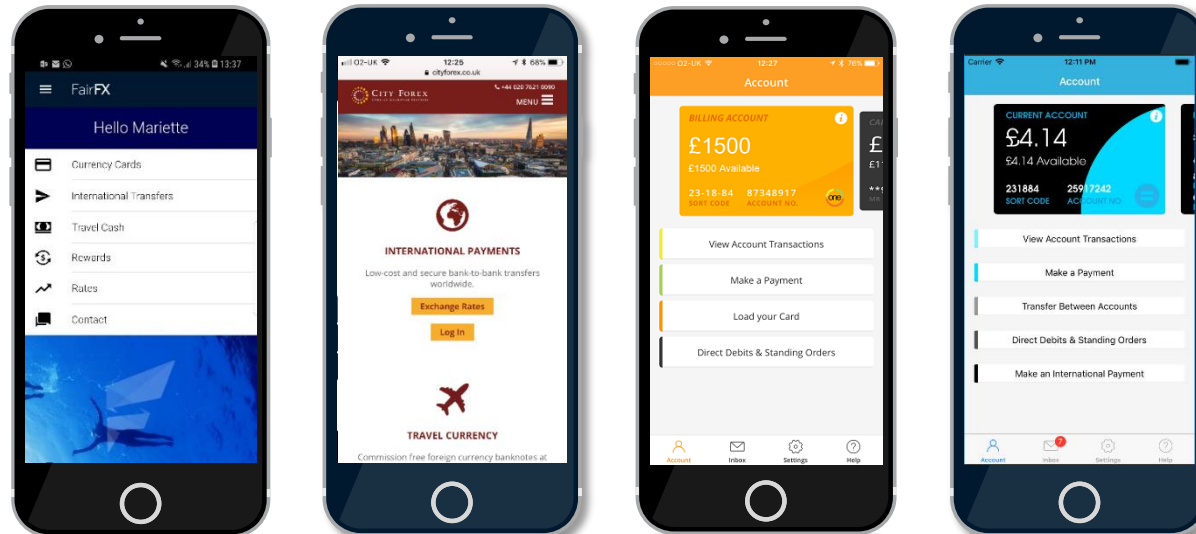 34% 13:37
FairFX
Hello Mariette
Currency Cards
International Transfers
Travel Cash
Rewards
Rates
Contact
O2-UK 12:25 68%
cityforex.co.uk
+44 020 7621 0090
CITY FOREX
MENU
INTERNATIONAL PAYMENTS
Low-cost and secure bank-to-bank transfers
worldwide.
Exchange Rates
Log In
TRAVEL CURRENCY
Commission free foreign currency banknotes at
O2-UK 12:27 76%
Account
BILLING ACCOUNT
£1500
£1500 Available
23-18-84 87348917
SORT CODE ACCOUNT NO.
one
£
View Account Transactions
Make a Payment
Load your Card
Direct Debits & Standing Orders
Account Inbox Settings Help
Carrier 12:11 PM
Account
CURRENT ACCOUNT
£4.14
£4.14 Available
231884 25917242
SORT CODE ACCOUNT NO
View Account Transactions
Make a Payment
Transfer Between Accounts
Direct Debits & Standing Orders
Make an International Payment
7
Account Inbox Settings Help